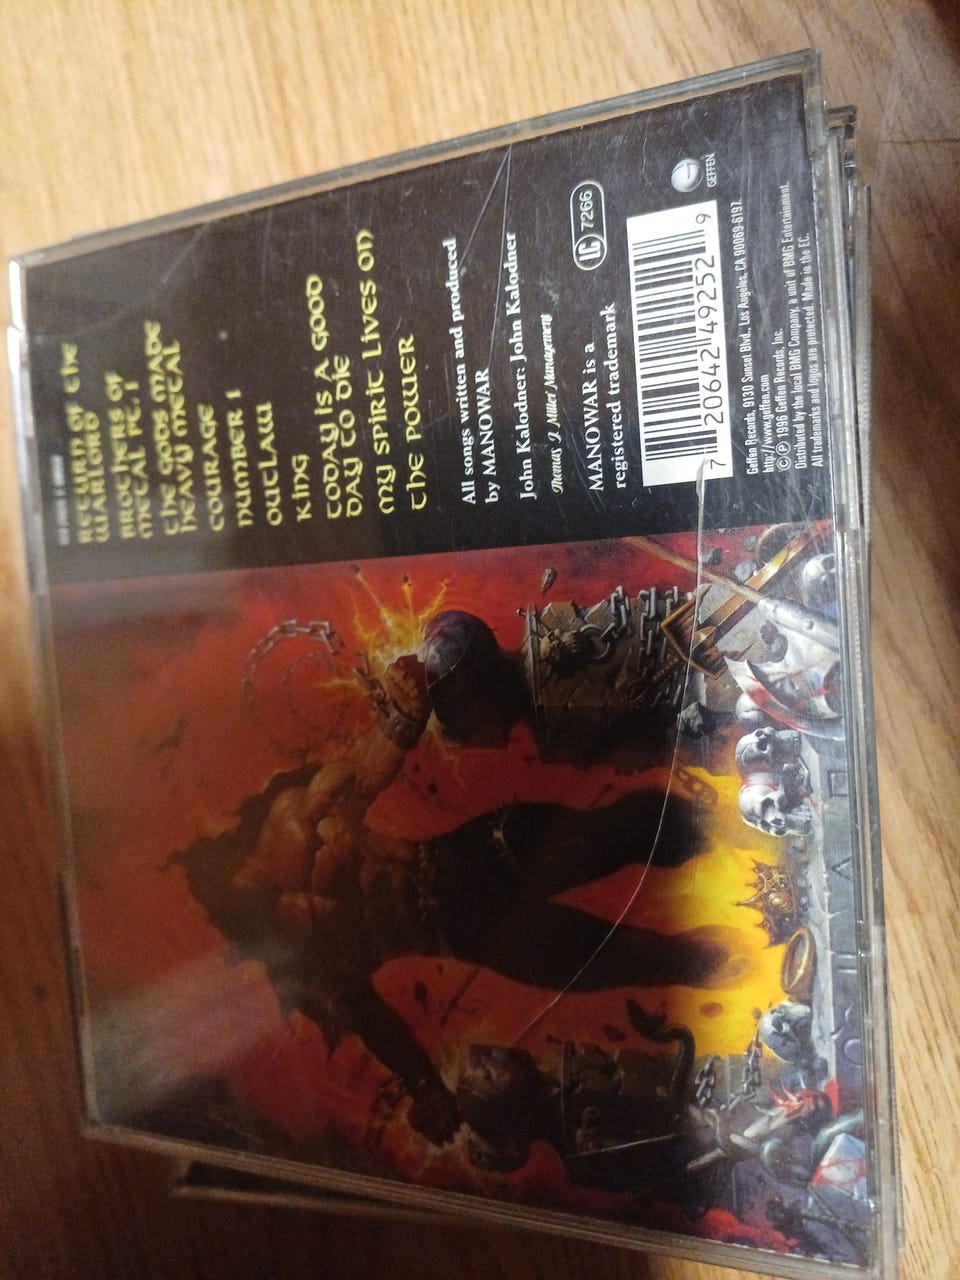 RETURN OF THE
WARLORD
BROTHERS OF
METAL PT. 1
THE GODS MADE
HEAVY METAL
COURAGE
NUMBER 1
OUTLAW
KING
TODAY IS A GOOD
DAY TO DIE
MY SPIRIT LIVES ON
THE POWER
All songs written and produced
by MANOWAR
John Kalodner: John Kalodner
Thomas J. Miller Management
MANOWAR is a
registered trademark
LC 7266
7 20642 49252 9
GEFFEN
Geffen Records, 9130 Sunset Blvd., Los Angeles, CA 90069-6197.
http://www.geffen.com
©℗ 1996 Geffen Records, Inc.
Distributed by the local BMG Company, a unit of BMG Entertainment.
All trademarks and logos are protected. Made in the EC.